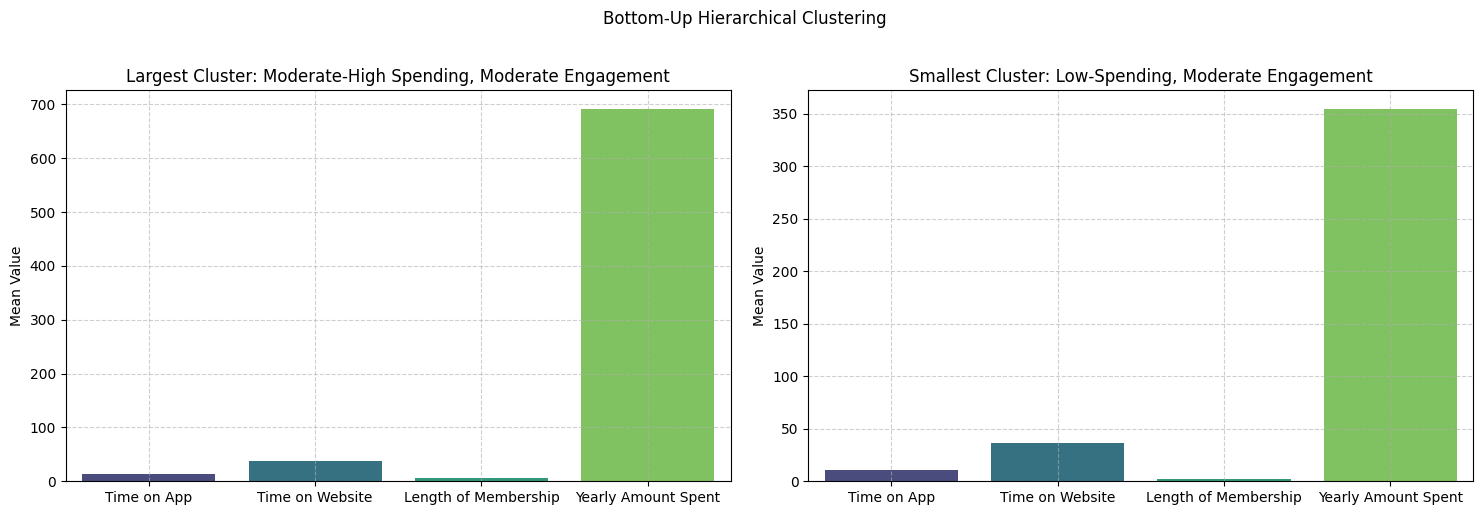 Bottom-Up Hierarchical Clustering
Largest Cluster: Moderate-High Spending, Moderate Engagement
700
600
500
400
300
200
100
0
Mean Value
Time on App
Time on Website
Length of Membership
Yearly Amount Spent
Smallest Cluster: Low-Spending, Moderate Engagement
350
300
250
200
150
100
50
0
Mean Value
Time on App
Time on Website
Length of Membership
Yearly Amount Spent